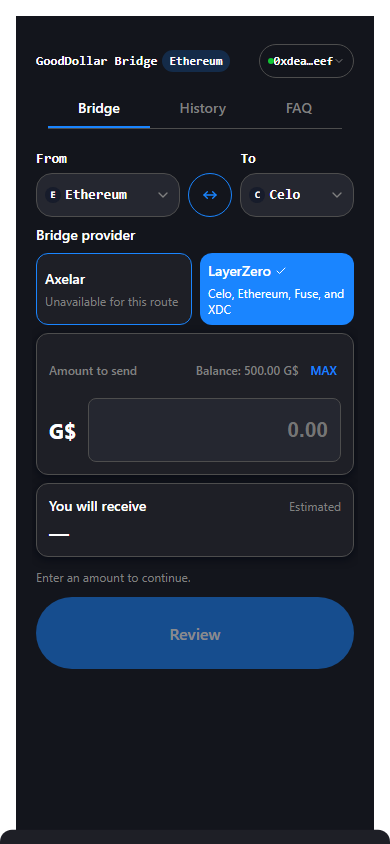 GoodDollar Bridge Ethereum
0xdea…eef
Bridge History FAQ
From To
E Ethereum C Celo
Bridge provider
Axelar
Unavailable for this route
LayerZero
Celo, Ethereum, Fuse, and
XDC
Amount to send Balance: 500.00 G$ MAX
G$ 0.00
You will receive Estimated
—
Enter an amount to continue.
Review